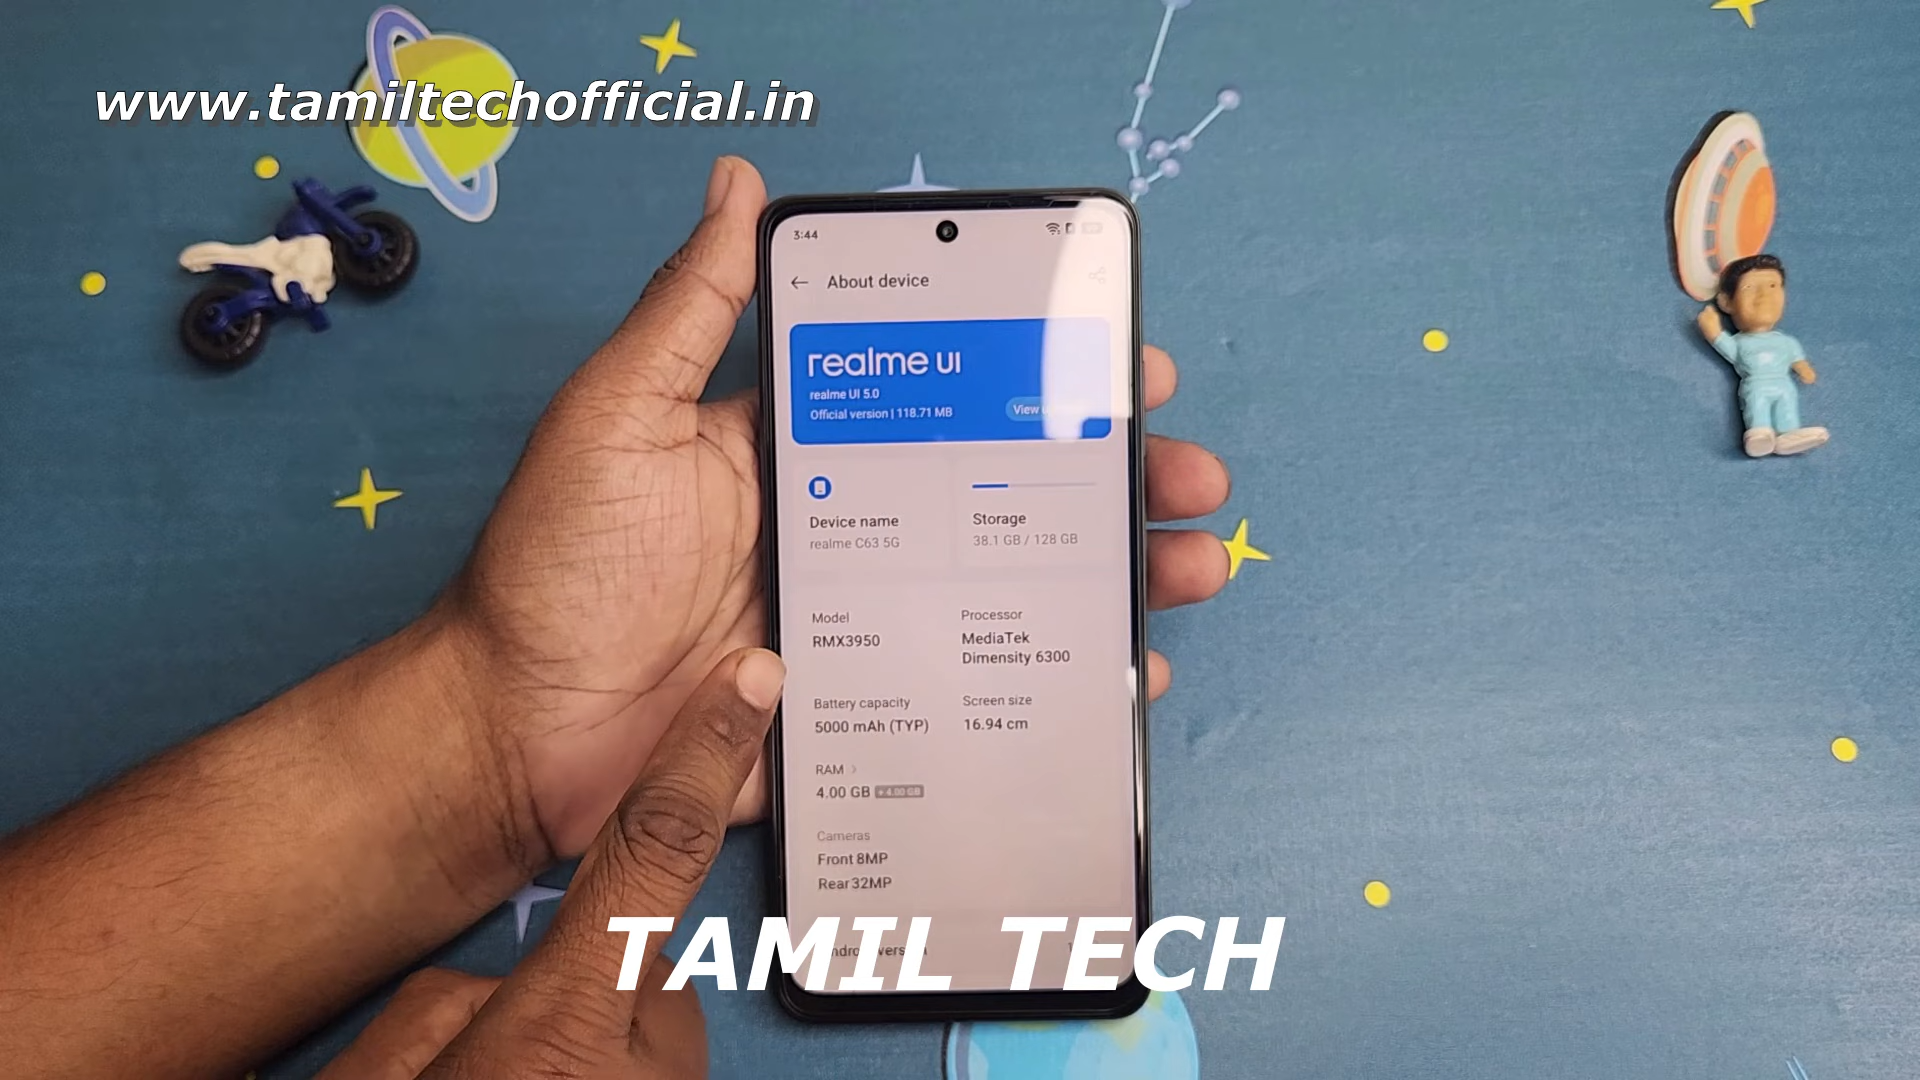 www.tamiltechofficial.in
3:44
About device
realme UI
realme UI 5.0
Official version | 118.71 MB
View
Device name
realme C63 5G
Storage
38.1 GB / 128 GB
Model
RMX3950
Processor
MediaTek
Dimensity 6300
Battery capacity
5000 mAh (TYP)
Screen size
16.94 cm
RAM >
4.00 GB + 4.00 GB
Cameras
Front 8MP
Rear 32MP
TAMIL TECH